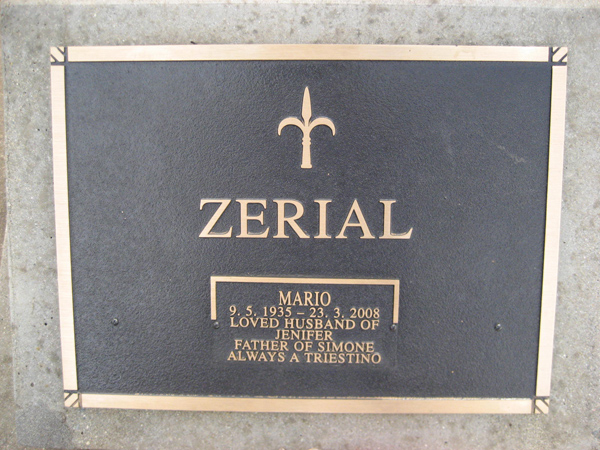 ZERIAL
MARIO
9. 5. 1935 – 23. 3. 2008
LOVED HUSBAND OF
JENIFER
FATHER OF SIMONE
ALWAYS A TRIESTINO